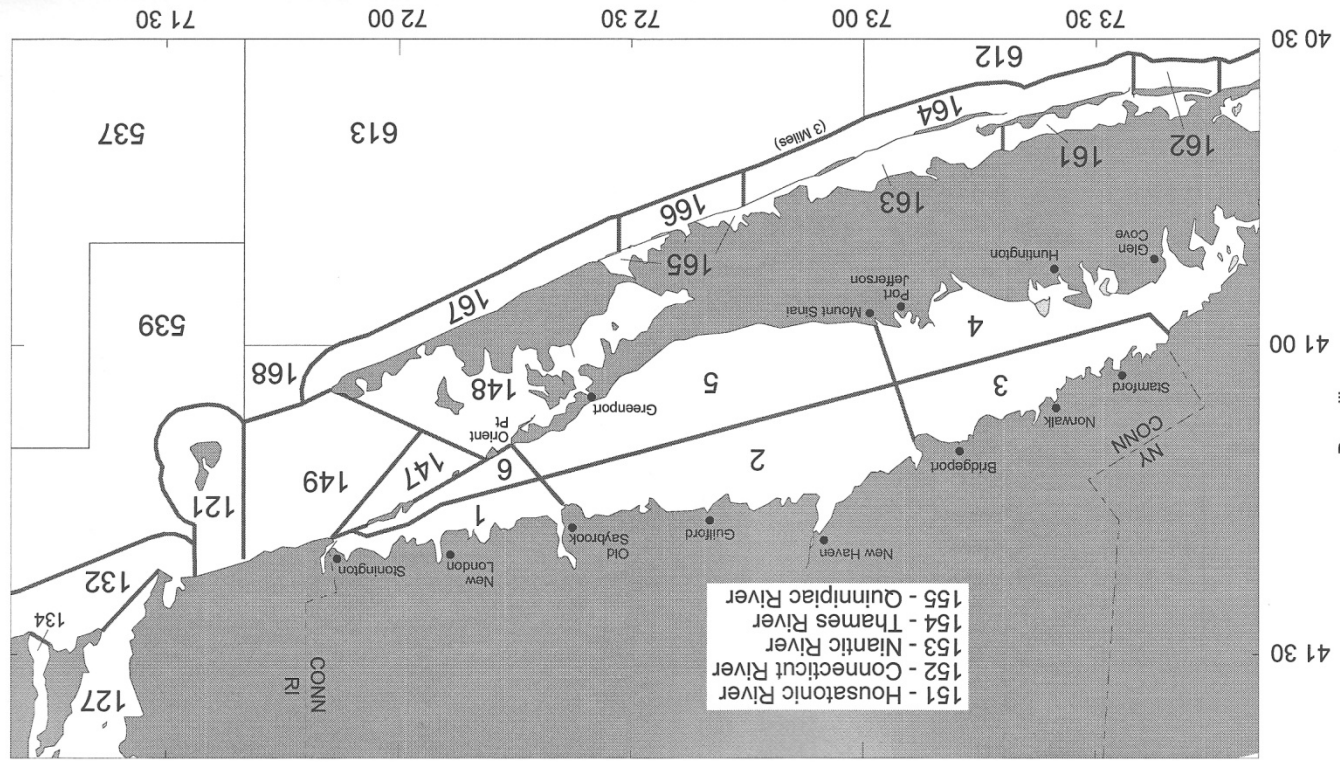 151 - Housatonic River
152 - Connecticut River
153 - Niantic River
154 - Thames River
155 - Quinnipiac River
41 30
CONN
RI
127
134
132
NY
CONN
New Haven
Guilford
Old
Saybrook
New
London
Stonington
Bridgeport
Norwalk
Stamford
1
2
3
4
5
6
147
149
121
Orient
Pt
Greenport
148
168
539
41 00
Mount Sinai
Port
Jefferson
Huntington
Glen
Cove
167
165
166
163
161
162
164
(3 Miles)
613
537
612
40 30
73 30
73 00
72 30
72 00
71 30